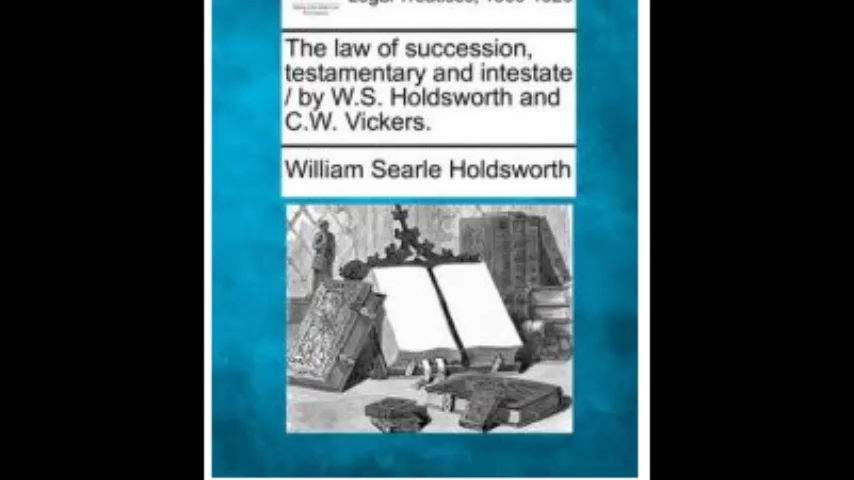 The law of succession,
testamentary and intestate
/ by W.S. Holdsworth and
C.W. Vickers.
William Searle Holdsworth